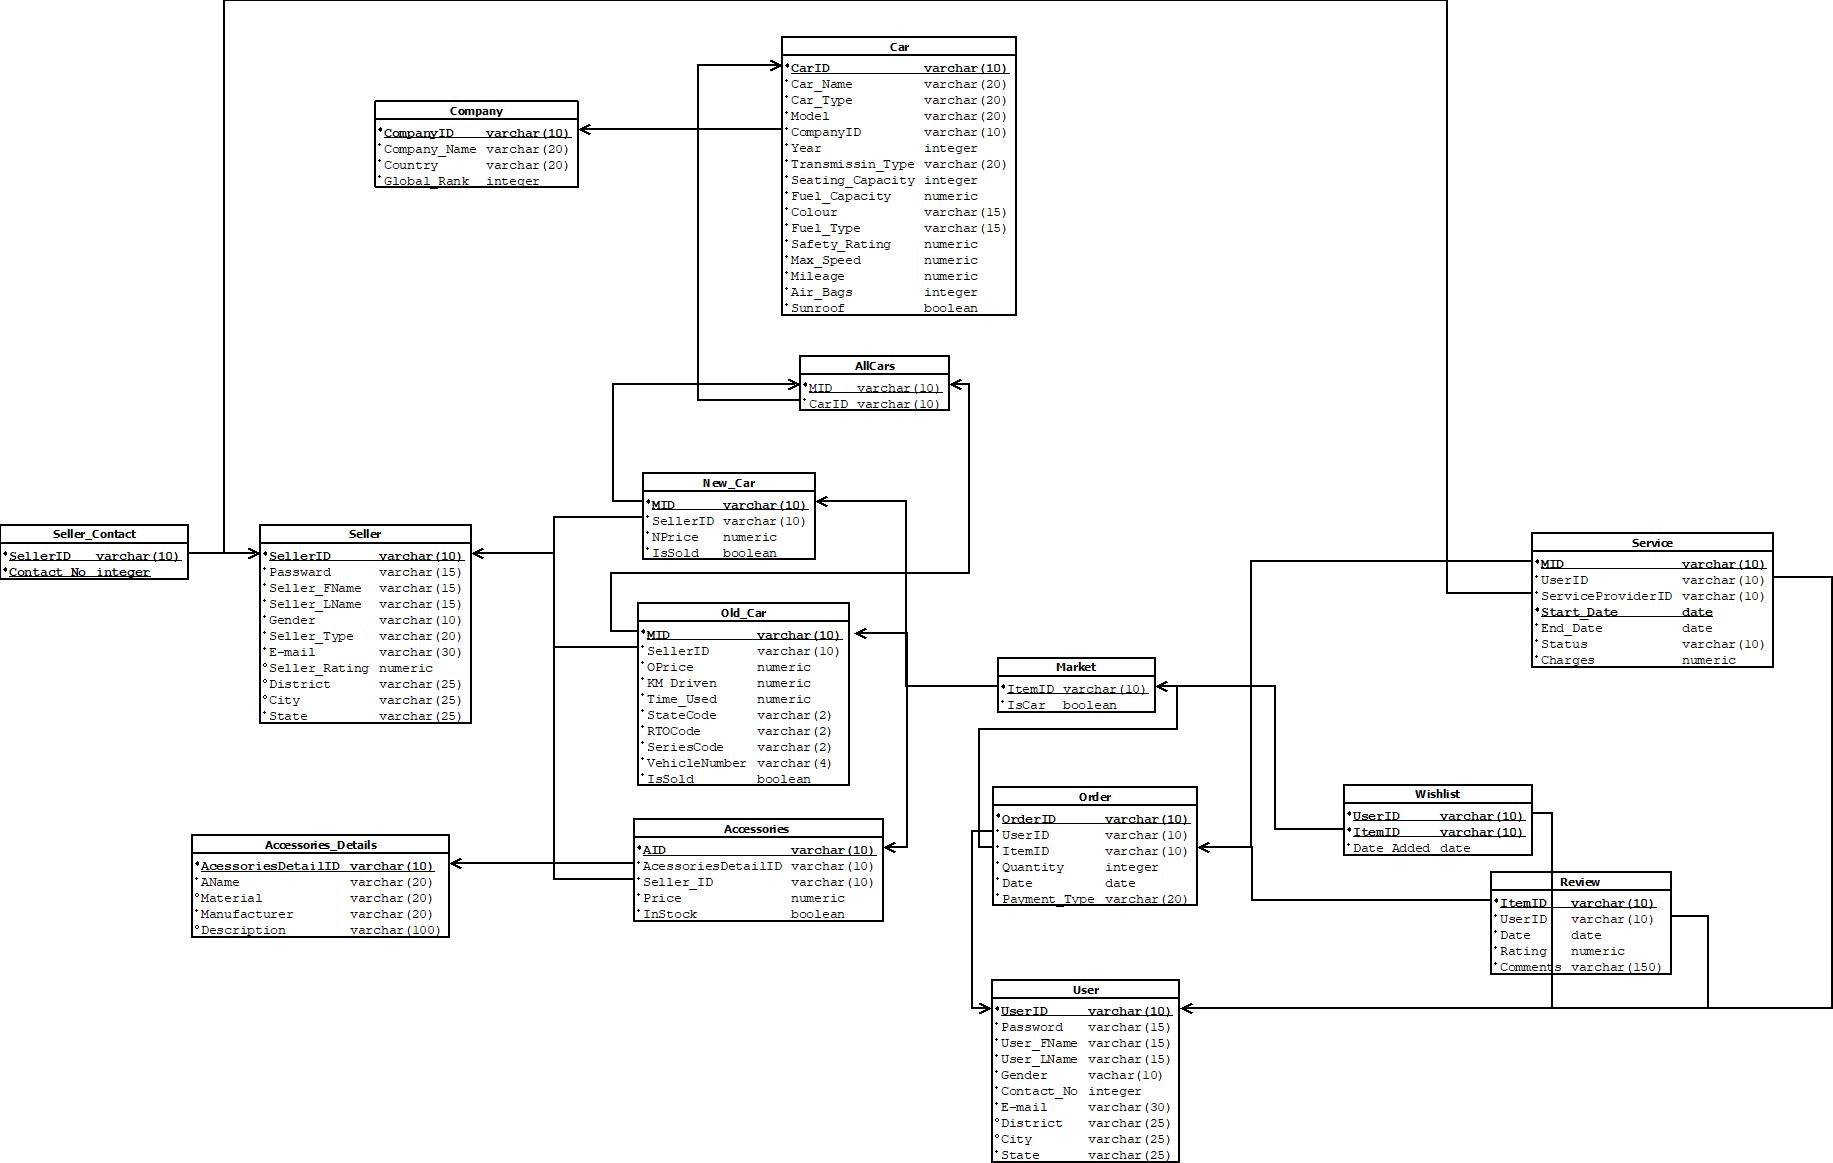 Car
CarID varchar(10)
Car_Name varchar(20)
Car_Type varchar(20)
Model varchar(20)
CompanyID varchar(10)
Year integer
Transmissin_Type varchar(20)
Seating_Capacity integer
Fuel_Capacity numeric
Colour varchar(15)
Fuel_Type varchar(15)
Safety_Rating numeric
Max_Speed numeric
Mileage numeric
Air_Bags integer
Sunroof boolean
Company
CompanyID varchar(10)
Company_Name varchar(20)
Country varchar(20)
Global_Rank integer
AllCars
MID varchar(10)
CarID varchar(10)
New_Car
MID varchar(10)
SellerID varchar(10)
NPrice numeric
IsSold boolean
Seller_Contact
SellerID varchar(10)
Contact_No integer
Seller
SellerID varchar(10)
Passward varchar(15)
Seller_FName varchar(15)
Seller_LName varchar(15)
Gender varchar(10)
Seller_Type varchar(20)
E-mail varchar(30)
Seller_Rating numeric
District varchar(25)
City varchar(25)
State varchar(25)
Service
MID varchar(10)
UserID varchar(10)
ServiceProviderID varchar(10)
Start_Date date
End_Date date
Status varchar(10)
Charges numeric
Old_Car
MID varchar(10)
SellerID varchar(10)
OPrice numeric
KM_Driven numeric
Time_Used numeric
StateCode varchar(2)
RTOCode varchar(2)
SeriesCode varchar(2)
VehicleNumber varchar(4)
IsSold boolean
Market
ItemID varchar(10)
IsCar boolean
Order
OrderID varchar(10)
UserID varchar(10)
ItemID varchar(10)
Quantity integer
Date date
Payment_Type varchar(20)
Wishlist
UserID varchar(10)
ItemID varchar(10)
Date_Added date
Accessories_Details
AcessoriesDetailID varchar(10)
AName varchar(20)
Material varchar(20)
Manufacturer varchar(20)
Description varchar(100)
Accessories
AID varchar(10)
AcessoriesDetailID varchar(10)
Seller_ID varchar(10)
Price numeric
InStock boolean
Review
ItemID varchar(10)
UserID varchar(10)
Date date
Rating numeric
Comments varchar(150)
User
UserID varchar(10)
Password varchar(15)
User_FName varchar(15)
User_LName varchar(15)
Gender vachar(10)
Contact_No integer
E-mail varchar(30)
District varchar(25)
City varchar(25)
State varchar(25)